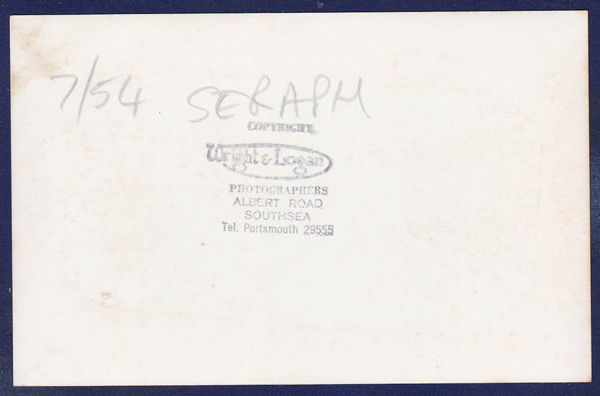 7/54 SERAPH
COPYRIGHT
Wright & Logan
PHOTOGRAPHERS
ALBERT ROAD
SOUTHSEA
Tel. Portsmouth 29555